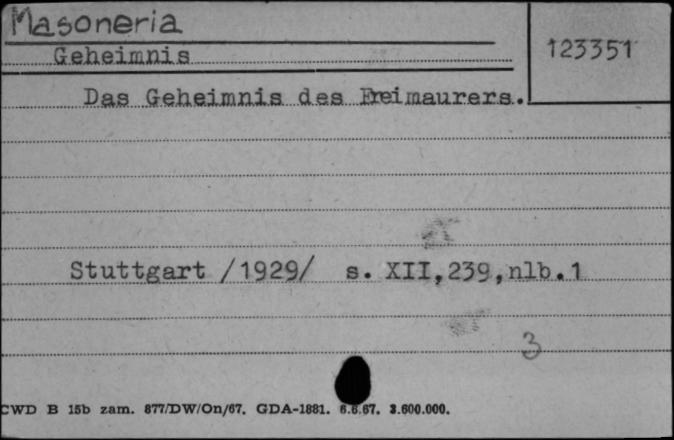 Masoneria
123351
Geheimnis
Das Geheimnis des Freimaurers.
Stuttgart /1929/ s. XII,239,nlb.1
3
CWD B 15b zam. 877/DW/On/67. GDA-1881. 6.6.67. 3.600.000.